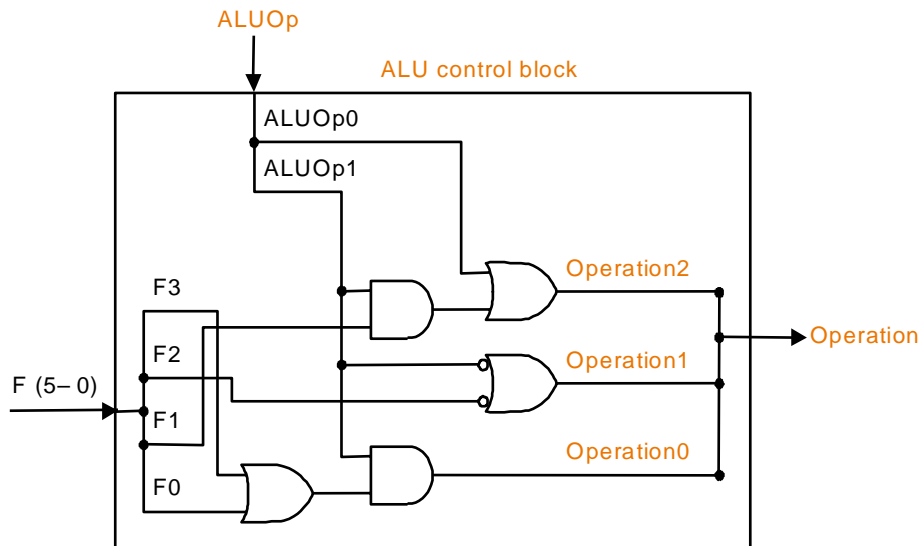 ALUOp
ALU control block
ALUOp0
ALUOp1
Operation2
F3
Operation
F2
Operation1
F (5–0)
F1
Operation0
F0